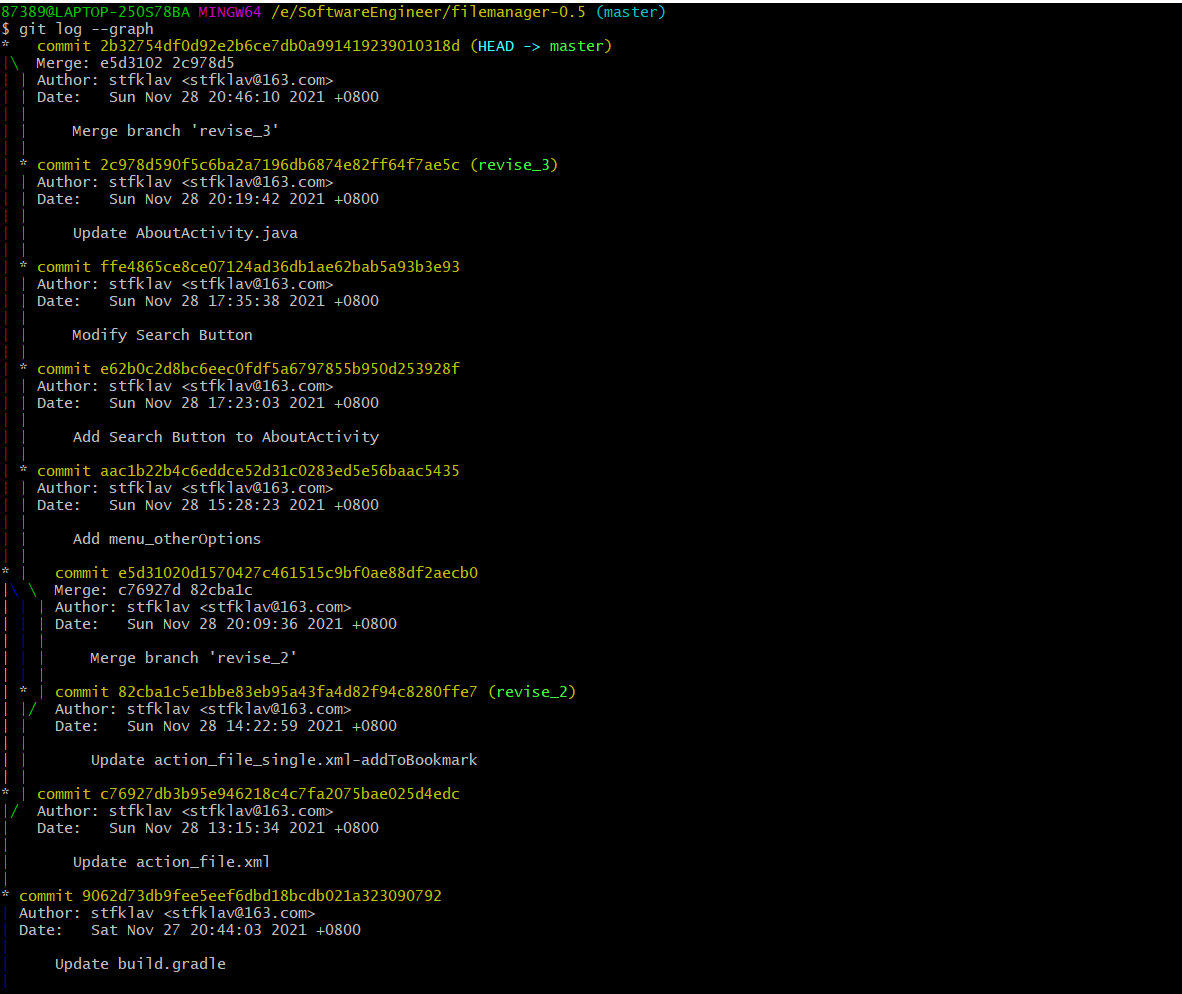 87389@LAPTOP-250S78BA MINGW64 /e/SoftwareEngineer/filemanager-0.5 (master)
$ git log --graph
*   commit 2b32754df0d92e2b6ce7db0a991419239010318d (HEAD -> master)
|\  Merge: e5d3102 2c978d5
| | Author: stfklav <stfklav@163.com>
| | Date:   Sun Nov 28 20:46:10 2021 +0800
| |
| |     Merge branch 'revise_3'
| |
| * commit 2c978d590f5c6ba2a7196db6874e82ff64f7ae5c (revise_3)
| | Author: stfklav <stfklav@163.com>
| | Date:   Sun Nov 28 20:19:42 2021 +0800
| |
| |     Update AboutActivity.java
| |
| * commit ffe4865ce8ce07124ad36db1ae62bab5a93b3e93
| | Author: stfklav <stfklav@163.com>
| | Date:   Sun Nov 28 17:35:38 2021 +0800
| |
| |     Modify Search Button
| |
| * commit e62b0c2d8bc6eec0fdf5a6797855b950d253928f
| | Author: stfklav <stfklav@163.com>
| | Date:   Sun Nov 28 17:23:03 2021 +0800
| |
| |     Add Search Button to AboutActivity
| |
| * commit aac1b22b4c6eddce52d31c0283ed5e56baac5435
| | Author: stfklav <stfklav@163.com>
| | Date:   Sun Nov 28 15:28:23 2021 +0800
| |
| |     Add menu_otherOptions
| |
* |   commit e5d31020d1570427c461515c9bf0ae88df2aecb0
|\ \  Merge: c76927d 82cba1c
| | | Author: stfklav <stfklav@163.com>
| | | Date:   Sun Nov 28 20:09:36 2021 +0800
| | |
| | |     Merge branch 'revise_2'
| | |
| * | commit 82cba1c5e1bbe83eb95a43fa4d82f94c8280ffe7 (revise_2)
| |/  Author: stfklav <stfklav@163.com>
| |   Date:   Sun Nov 28 14:22:59 2021 +0800
| |
| |       Update action_file_single.xml-addToBookmark
| |
* | commit c76927db3b95e946218c4c7fa2075bae025d4edc
|/  Author: stfklav <stfklav@163.com>
|   Date:   Sun Nov 28 13:15:34 2021 +0800
|
|       Update action_file.xml
|
* commit 9062d73db9fee5eef6dbd18bcdb021a323090792
| Author: stfklav <stfklav@163.com>
| Date:   Sat Nov 27 20:44:03 2021 +0800
|
|     Update build.gradle
|